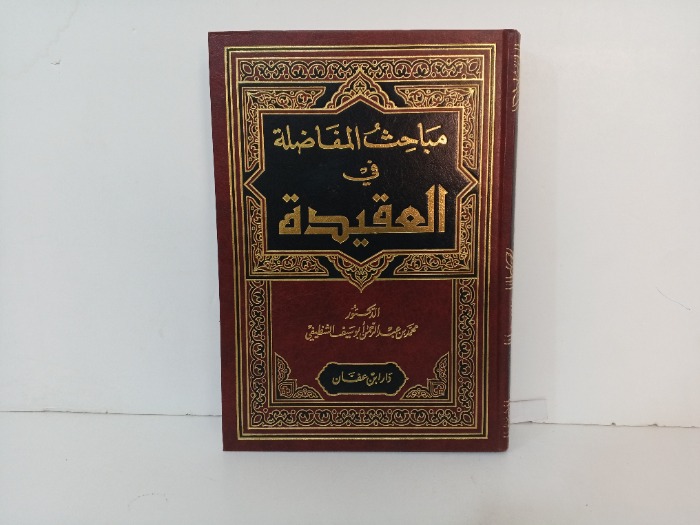 مباحث المفاضلة
في
العقيدة
الدكتور
محمد بن عبد الرحمن أبو سيف الشظيفي
دار ابن عفان